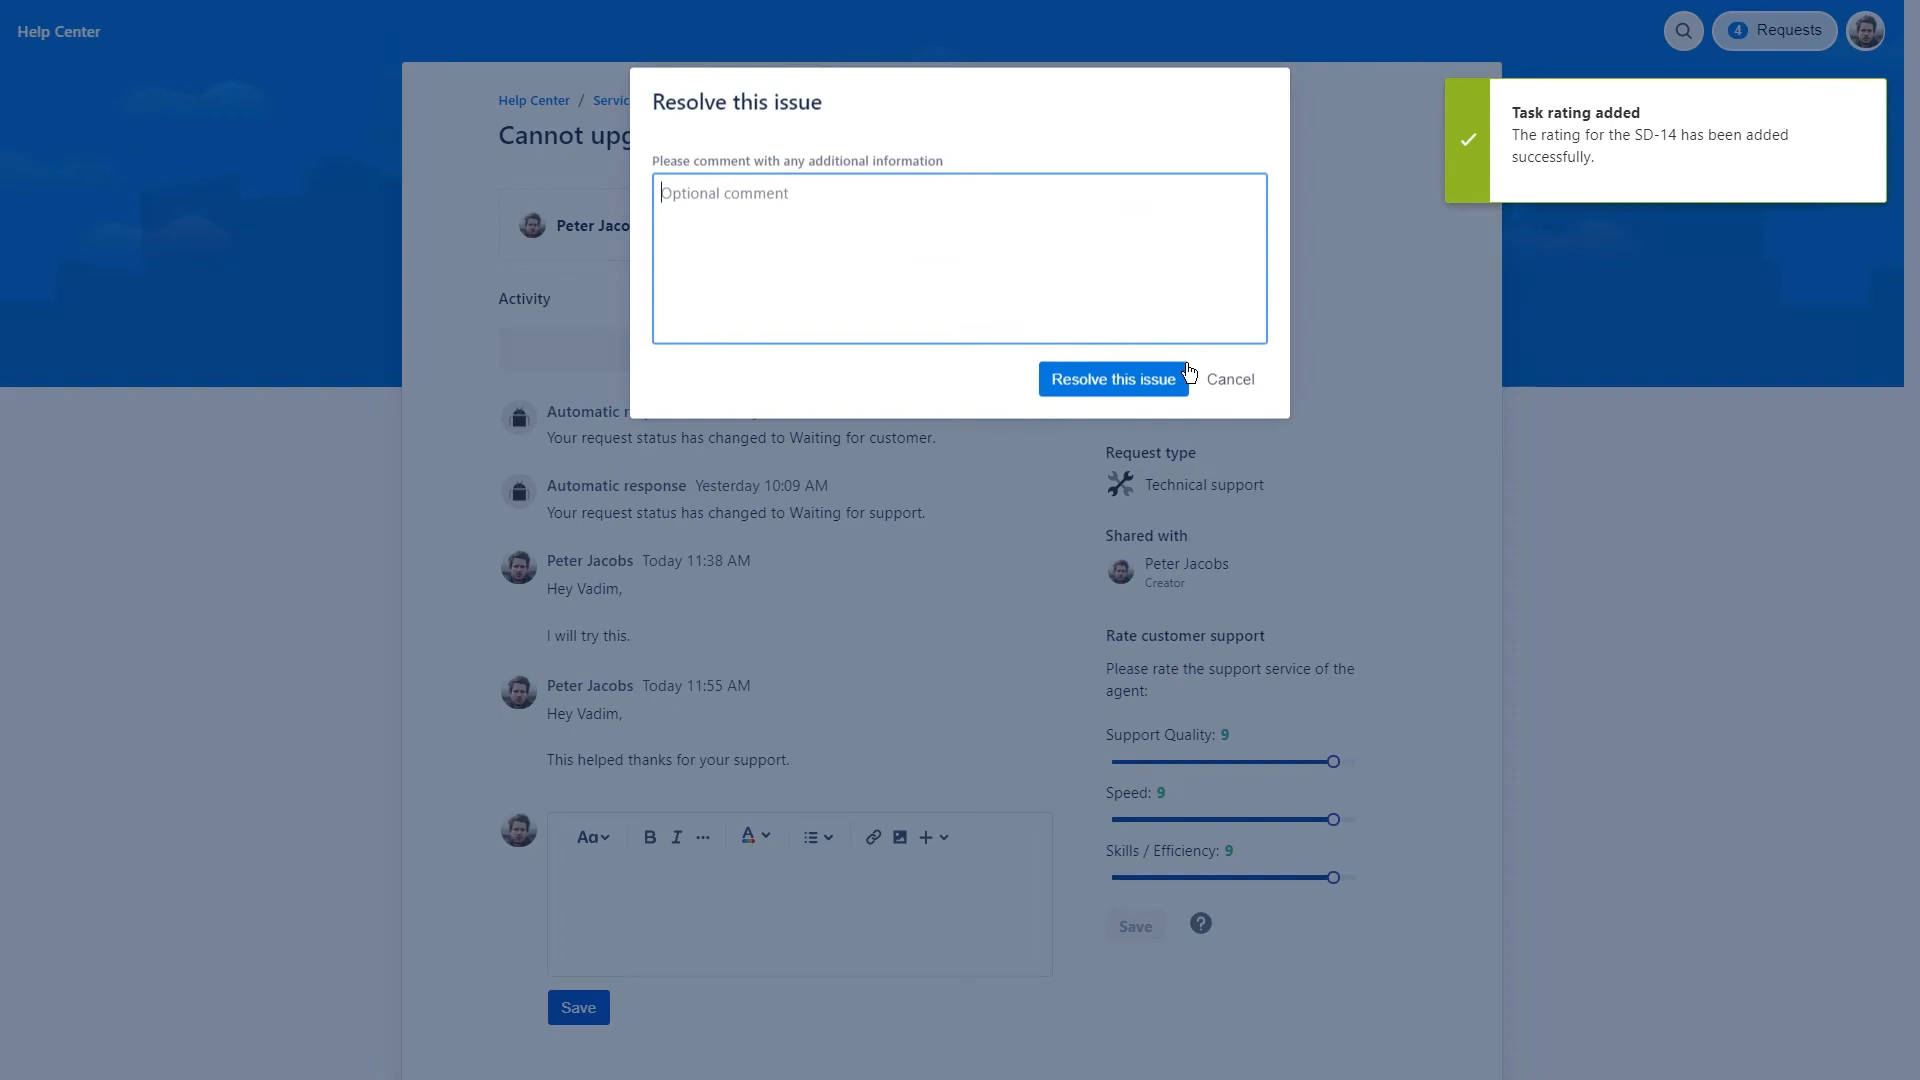 Help Center
4 Requests
Help Center / Servic
Cannot upg
Resolve this issue
Please comment with any additional information
Optional comment
Resolve this issue Cancel
Task rating added
The rating for the SD-14 has been added
successfully.
Peter Jaco
Activity
Automatic r
Your request status has changed to Waiting for customer.
Automatic response Yesterday 10:09 AM
Your request status has changed to Waiting for support.
Peter Jacobs Today 11:38 AM
Hey Vadim,
I will try this.
Peter Jacobs Today 11:55 AM
Hey Vadim,
This helped thanks for your support.
Aa B I ... A
Save
Request type
Technical support
Shared with
Peter Jacobs
Creator
Rate customer support
Please rate the support service of the
agent:
Support Quality: 9
Speed: 9
Skills / Efficiency: 9
Save ?